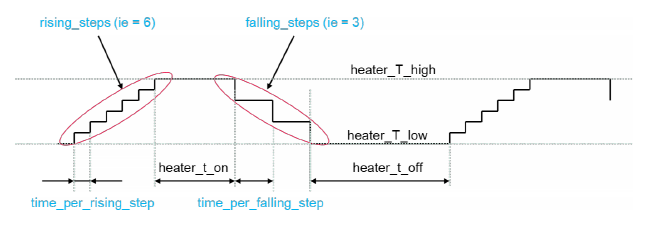 rising_steps (ie = 6)
falling_steps (ie = 3)
heater_T_high
heater_T_low
heater_t_on
heater_t_off
time_per_rising_step
time_per_falling_step